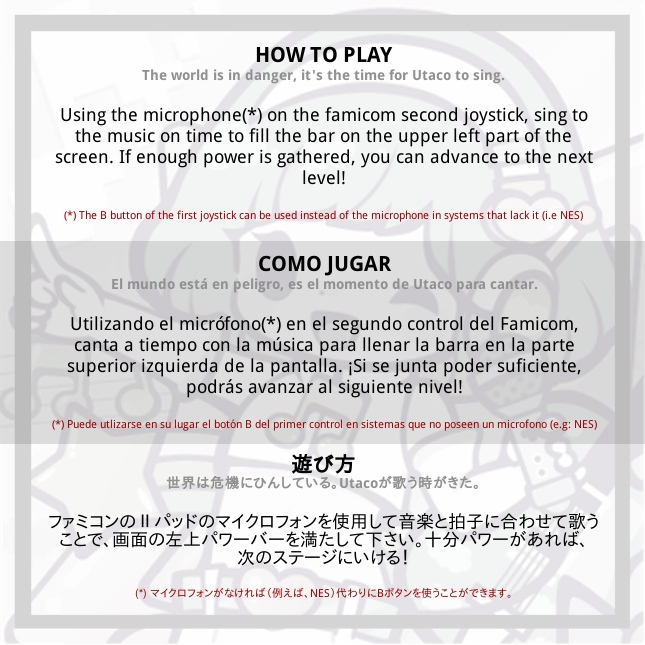 HOW TO PLAY
The world is in danger, it's the time for Utaco to sing.
Using the microphone(*) on the famicom second joystick, sing to
the music on time to fill the bar on the upper left part of the
screen. If enough power is gathered, you can advance to the next
level!
(*) The B button of the first joystick can be used instead of the microphone in systems that lack it (i.e NES)
COMO JUGAR
El mundo está en peligro, es el momento de Utaco para cantar.
Utilizando el micrófono(*) en el segundo control del Famicom,
canta a tiempo con la música para llenar la barra en la parte
superior izquierda de la pantalla. ¡Si se junta poder suficiente,
podrás avanzar al siguiente nivel!
(*) Puede utlizarse en su lugar el botón B del primer control en sistemas que no poseen un microfono (e.g: NES)
遊び方
世界は危機にひんしている。Utacoが歌う時がきた。
ファミコンのⅡパッドのマイクロフォンを使用して音楽と拍子に合わせて歌う
ことで、画面の左上パワーバーを満たして下さい。十分パワーがあれば、
次のステージにいける！
(*) マイクロフォンがなければ（例えば、NES）代わりにBボタンを使うことができます。